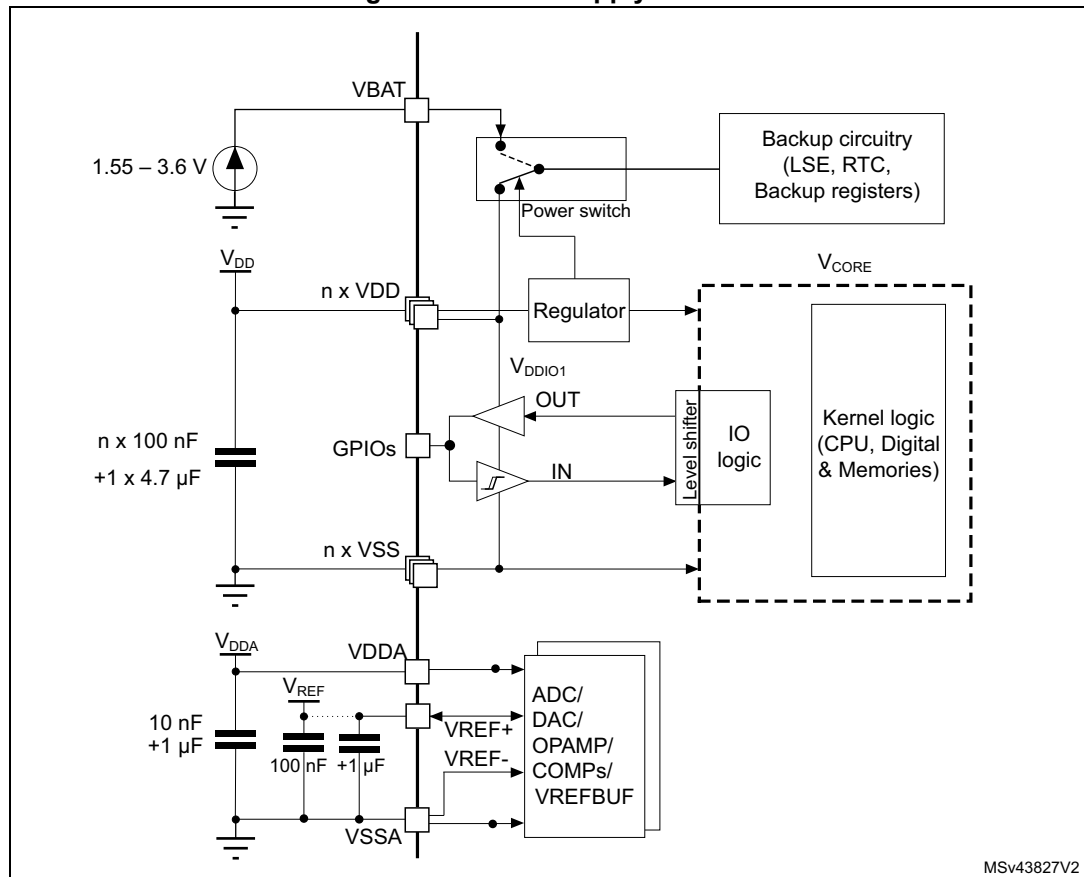 VBAT
1.55 – 3.6 V
Backup circuitry
(LSE, RTC,
Backup registers)
Power switch
VDD
n x VDD
Regulator
VCORE
VDDIO1
OUT
GPIOs
IN
Level shifter
IO
logic
Kernel logic
(CPU, Digital
& Memories)
n x 100 nF
+1 x 4.7 µF
n x VSS
VDDA
VDDA
VREF
10 nF
+1 µF
100 nF
+1 µF
VREF+
VREF-
ADC/
DAC/
OPAMP/
COMPs/
VREFBUF
VSSA
MSv43827V2